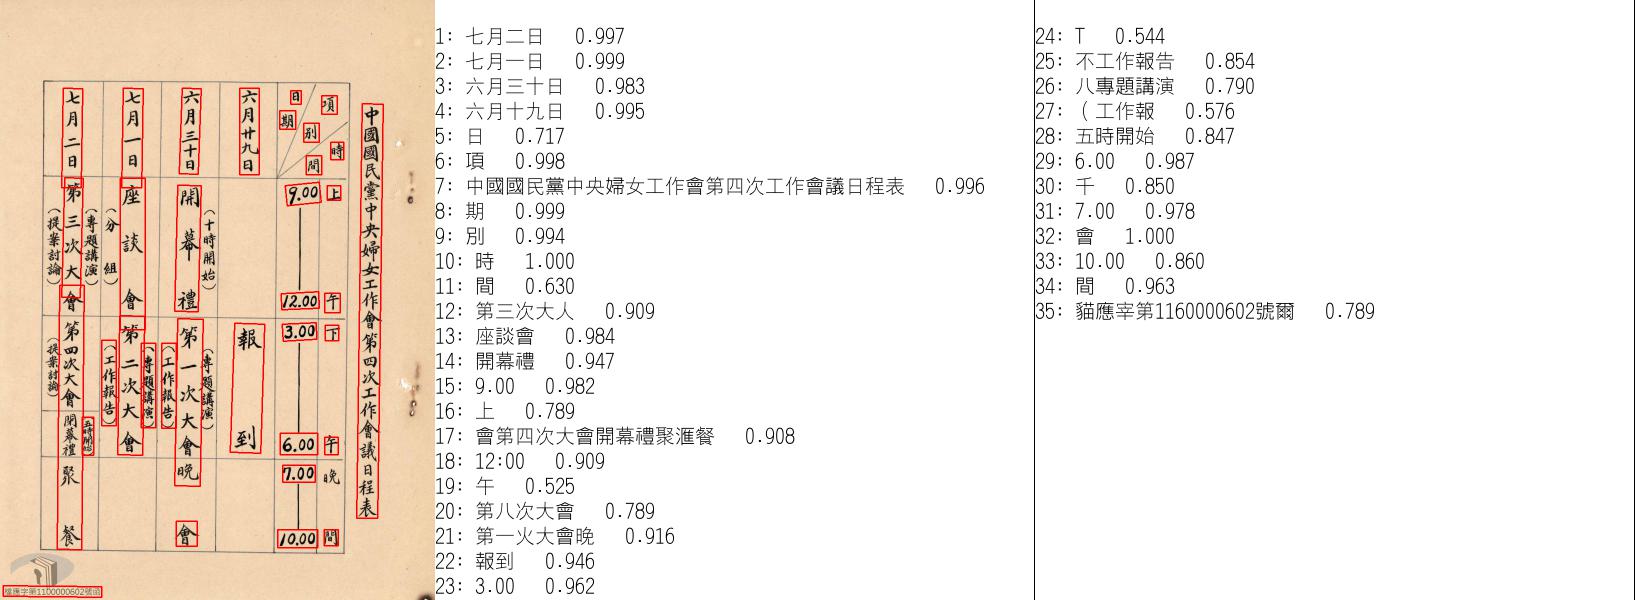 中國國民黨中央婦女工作會第四次工作會議日程表
項
時
日
別
間
期
上
午
下
午
晚
間
9.00
12.00
3.00
6.00
7.00
10.00
六月廿九日
報到
六月三十日
(十時開始)
開幕禮
(專題講演)
第一次大會
(工作報告)
晚會
七月一日
座談會
(分組)
(專題講演)
第二次大會
(工作報告)
七月二日
(專題講演)
第三次大會
(提案討論)
第四次大會
(提案討論)
五時開始
閉幕禮
聚餐
檔應字第1100000602號函
1: 七月二日 0.997
2: 七月一日 0.999
3: 六月三十日 0.983
4: 六月十九日 0.995
5: 日 0.717
6: 項 0.998
7: 中國國民黨中央婦女工作會第四次工作會議日程表 0.996
8: 期 0.999
9: 別 0.994
10: 時 1.000
11: 間 0.630
12: 第三次大人 0.909
13: 座談會 0.984
14: 開幕禮 0.947
15: 9.00 0.982
16: 上 0.789
17: 會第四次大會開幕禮聚滙餐 0.908
18: 12:00 0.909
19: 午 0.525
20: 第八次大會 0.789
21: 第一火大會晚 0.916
22: 報到 0.946
23: 3.00 0.962
24: T 0.544
25: 不工作報告 0.854
26: 八專題講演 0.790
27: (工作報 0.576
28: 五時開始 0.847
29: 6.00 0.987
30: 千 0.850
31: 7.00 0.978
32: 會 1.000
33: 10.00 0.860
34: 間 0.963
35: 貓應宰第1160000602號爾 0.789